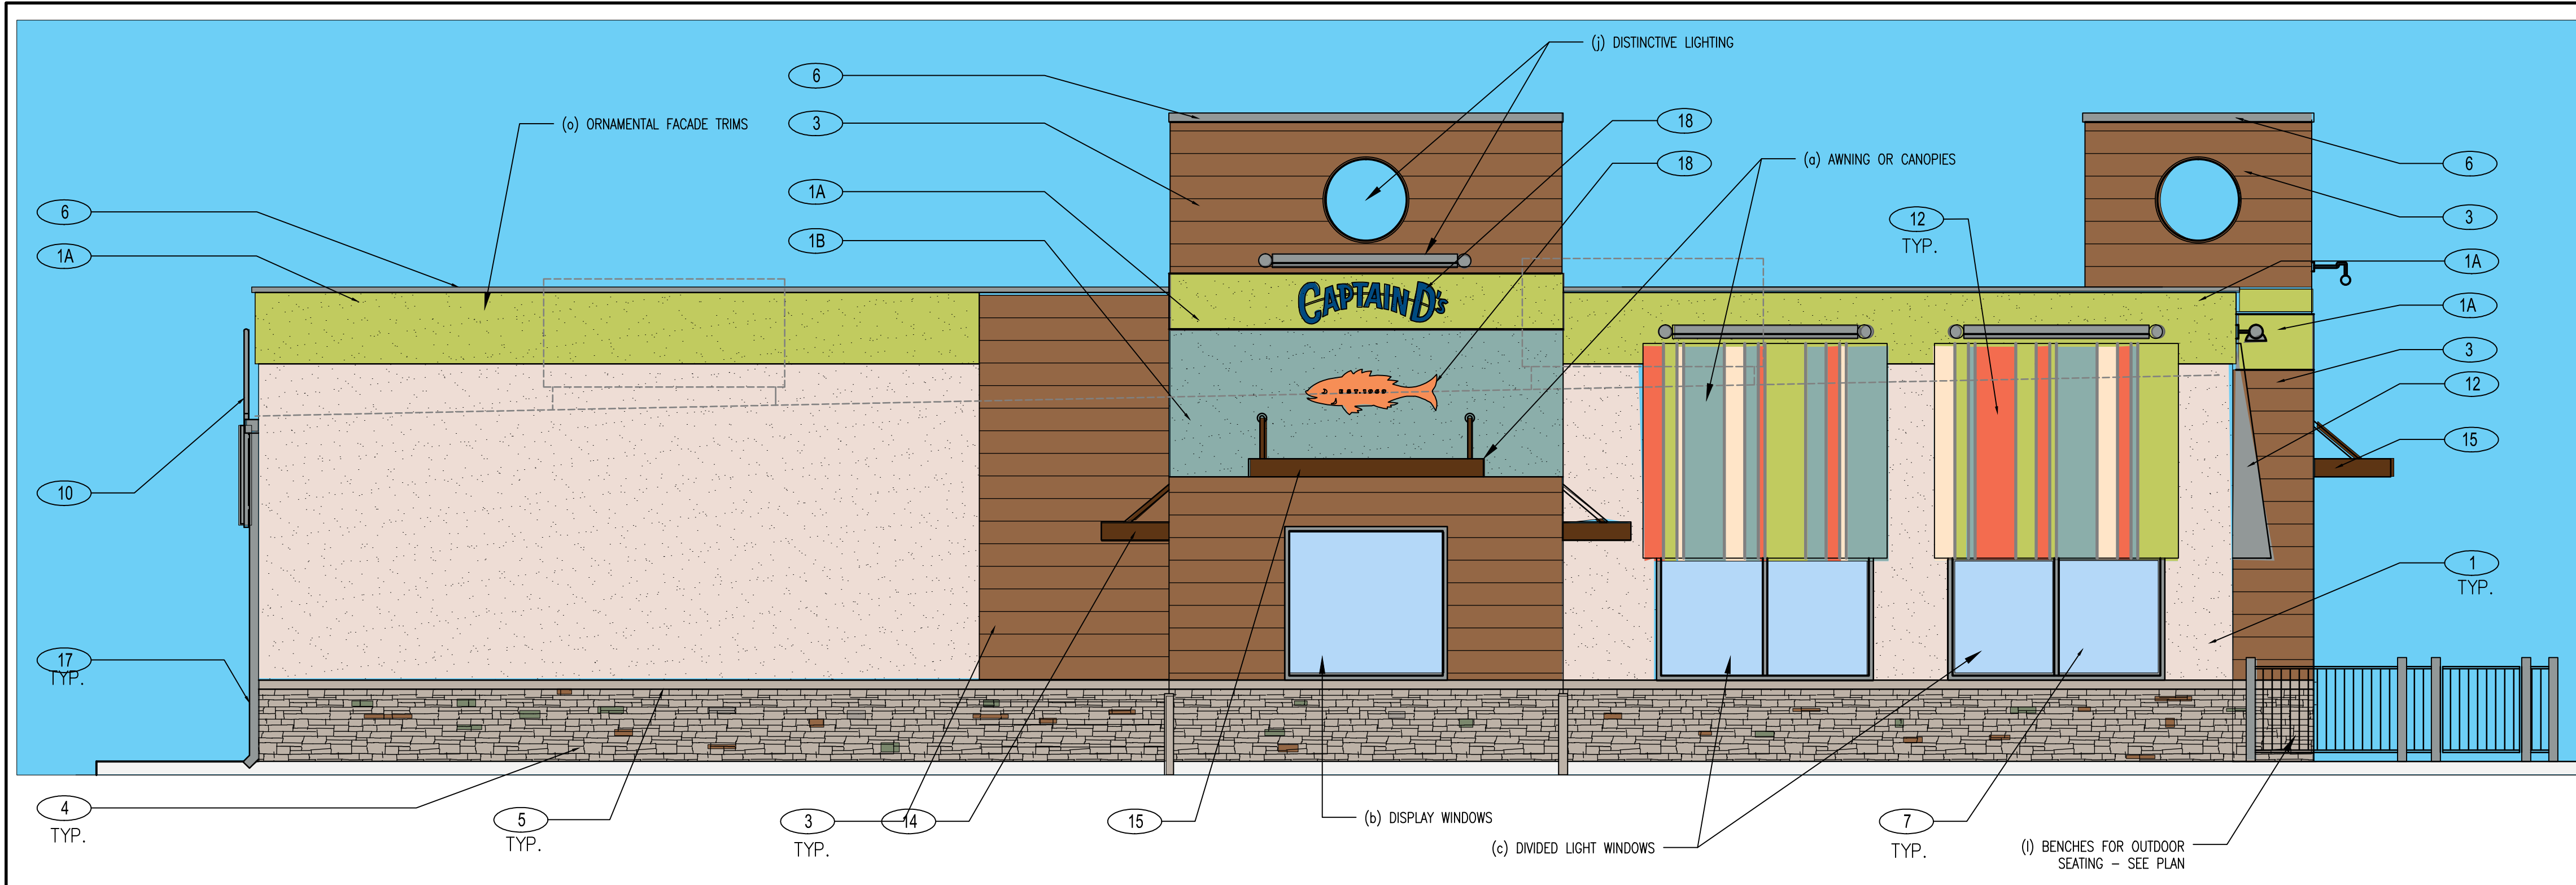 (j) DISTINCTIVE LIGHTING
6
(o) ORNAMENTAL FACADE TRIMS
3
18
(a) AWNING OR CANOPIES
18
6
1A
6
12
TYP.
3
1B
1A
1A
CAPTAIN D's
1A
3
EST. 1969
12
15
10
1
TYP.
17
TYP.
4
TYP.
5
TYP.
3
TYP.
14
15
(b) DISPLAY WINDOWS
(c) DIVIDED LIGHT WINDOWS
7
TYP.
(l) BENCHES FOR OUTDOOR
SEATING – SEE PLAN